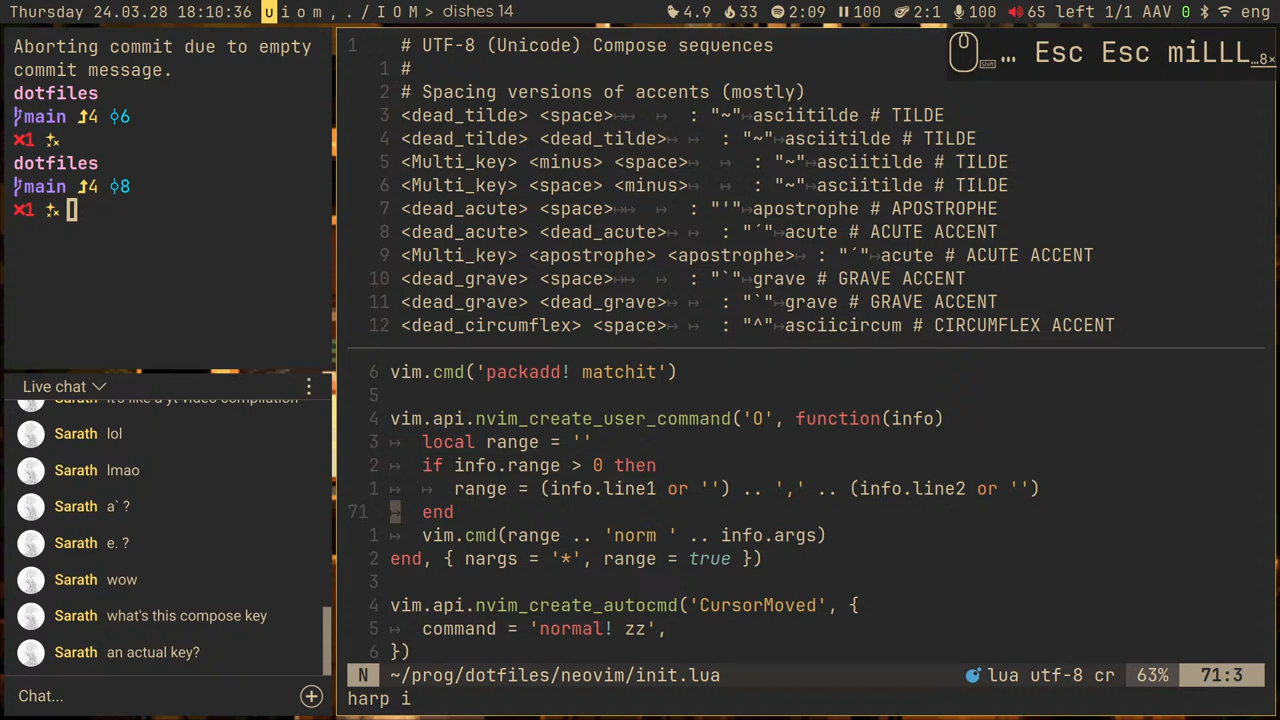 Thursday 24.03.28 18:10:36 u i o m , . / I O M > dishes 14 4.9 33 2:09 100 2:1 100 65 left 1/1 AAV 0 eng
Aborting commit due to empty
commit message.
dotfiles
main 4 6
×1
dotfiles
main 4 8
×1
Live chat
Sarath it's like a yt video compilation
Sarath lol
Sarath lmao
Sarath a` ?
Sarath e. ?
Sarath wow
Sarath what's this compose key
Sarath an actual key?
Chat...
… Esc Esc miLLL …8×
Shift
1 # UTF-8 (Unicode) Compose sequences
1 #
2 # Spacing versions of accents (mostly)
3 <dead_tilde> <space> : "~" asciitilde # TILDE
4 <dead_tilde> <dead_tilde> : "~" asciitilde # TILDE
5 <Multi_key> <minus> <space> : "~" asciitilde # TILDE
6 <Multi_key> <space> <minus> : "~" asciitilde # TILDE
7 <dead_acute> <space> : "'" apostrophe # APOSTROPHE
8 <dead_acute> <dead_acute> : "´" acute # ACUTE ACCENT
9 <Multi_key> <apostrophe> <apostrophe> : "´" acute # ACUTE ACCENT
10 <dead_grave> <space> : "`" grave # GRAVE ACCENT
11 <dead_grave> <dead_grave> : "`" grave # GRAVE ACCENT
12 <dead_circumflex> <space> : "^" asciicircum # CIRCUMFLEX ACCENT
6 vim.cmd('packadd! matchit')
5
4 vim.api.nvim_create_user_command('O', function(info)
3 local range = ''
2 if info.range > 0 then
1 range = (info.line1 or '') .. ',' .. (info.line2 or '')
71 end
1 vim.cmd(range .. 'norm ' .. info.args)
2 end, { nargs = '*', range = true })
3
4 vim.api.nvim_create_autocmd('CursorMoved', {
5 command = 'normal! zz',
6 })
N ~/prog/dotfiles/neovim/init.lua lua utf-8 cr 63% 71:3
harp i